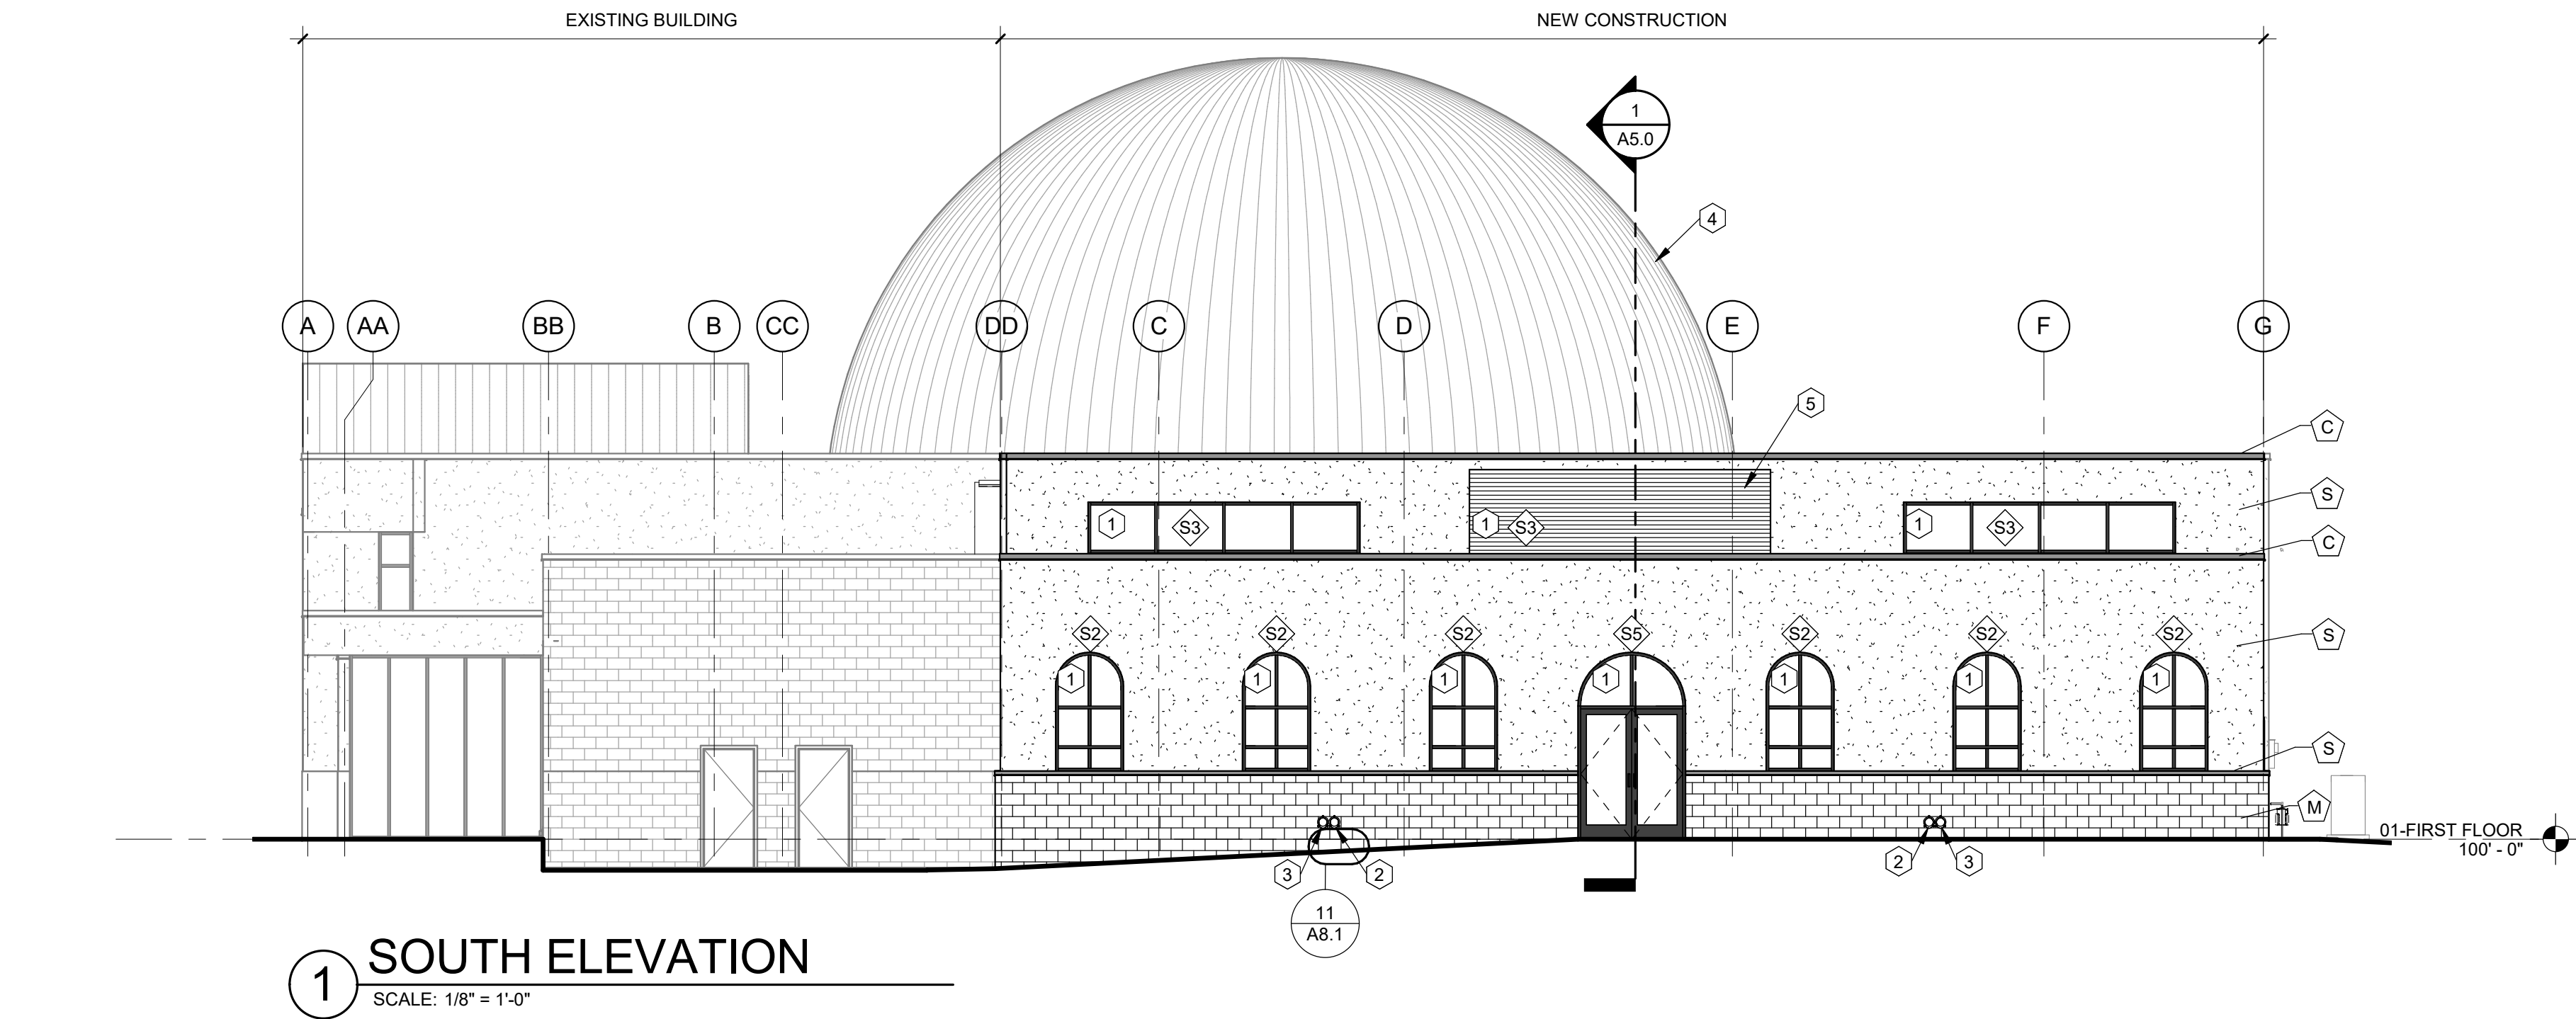 EXISTING BUILDING
NEW CONSTRUCTION
1
A5.0
4
A
AA
BB
B
CC
DD
C
D
E
F
G
5
C
S
1
S3
1
S3
1
S3
C
S2
S2
S2
S5
S2
S2
S2
S
1
1
1
1
1
1
1
S
M
01-FIRST FLOOR
100' - 0"
3
2
2
3
11
A8.1
1
SOUTH ELEVATION
SCALE: 1/8" = 1'-0"